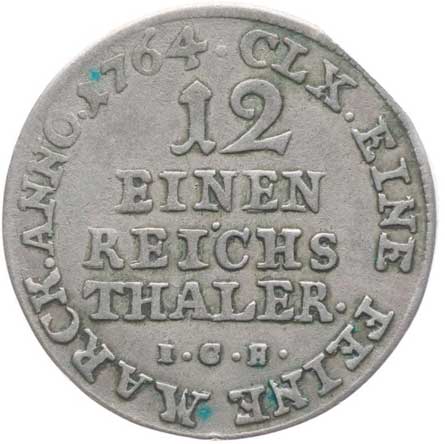 12
EINEN
REICHS
THALER.
I.C.E.
CLX.EINE FEINE MARCK.ANNO.1764.